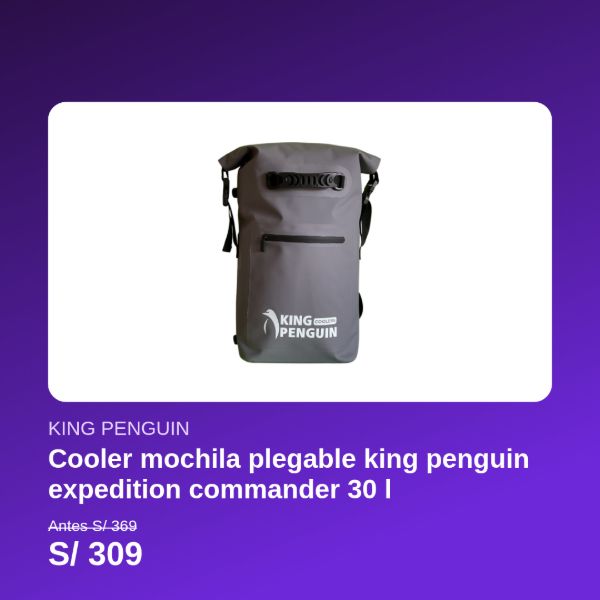 KING
COOLERS
PENGUIN
KING PENGUIN
Cooler mochila plegable king penguin
expedition commander 30 l
Antes S/ 369
S/ 309